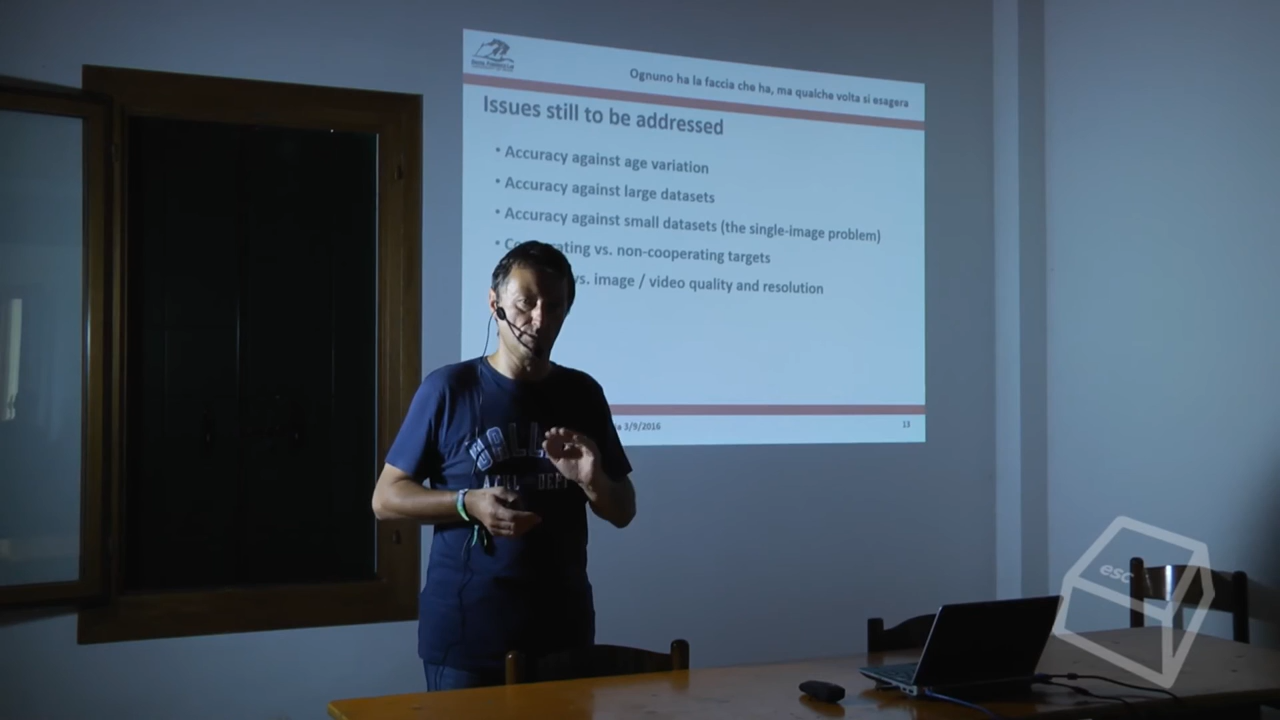 Ognuno ha la faccia che ha, ma qualche volta si esagera
Issues still to be addressed
• Accuracy against age variation
• Accuracy against large datasets
• Accuracy against small datasets (the single-image problem)
• vs. non-cooperating targets
vs. image / video quality and resolution
3/9/2016
13
DEPT
esc